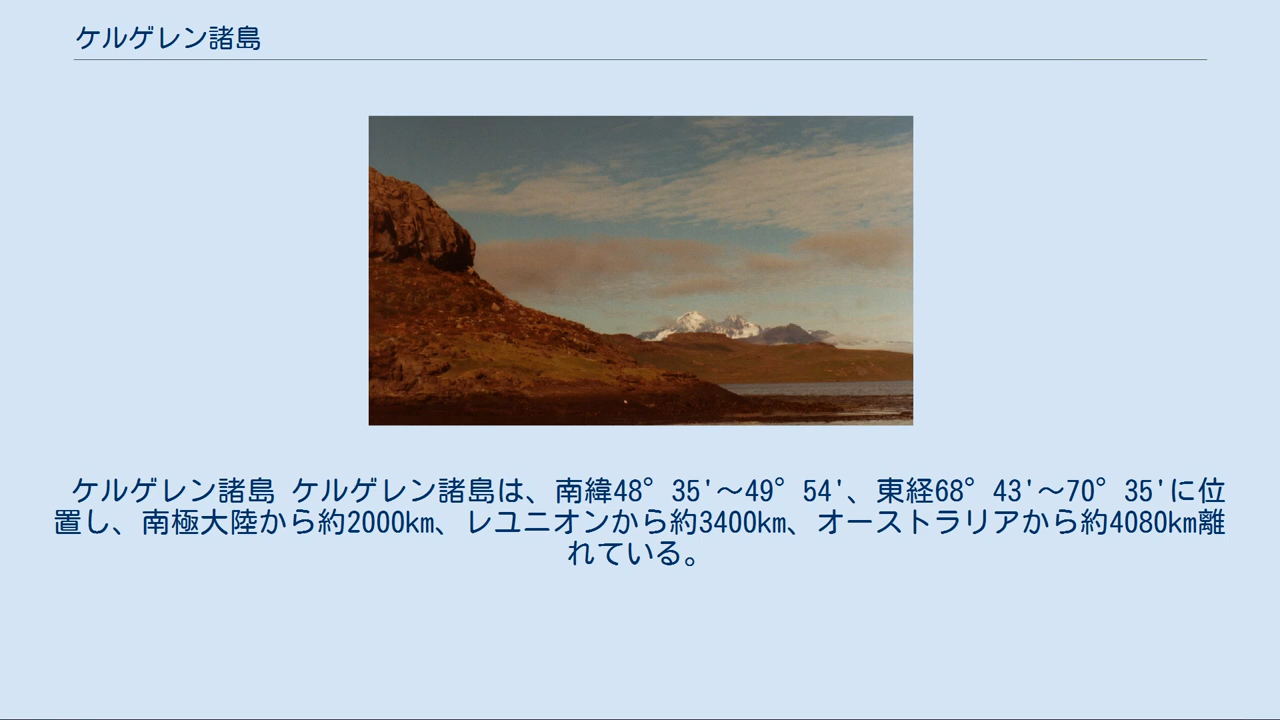 ケルゲレン諸島
ケルゲレン諸島 ケルゲレン諸島は、南緯48°35'～49°54'、東経68°43'～70°35'に位
置し、南極大陸から約2000km、レユニオンから約3400km、オーストラリアから約4080km離
れている。